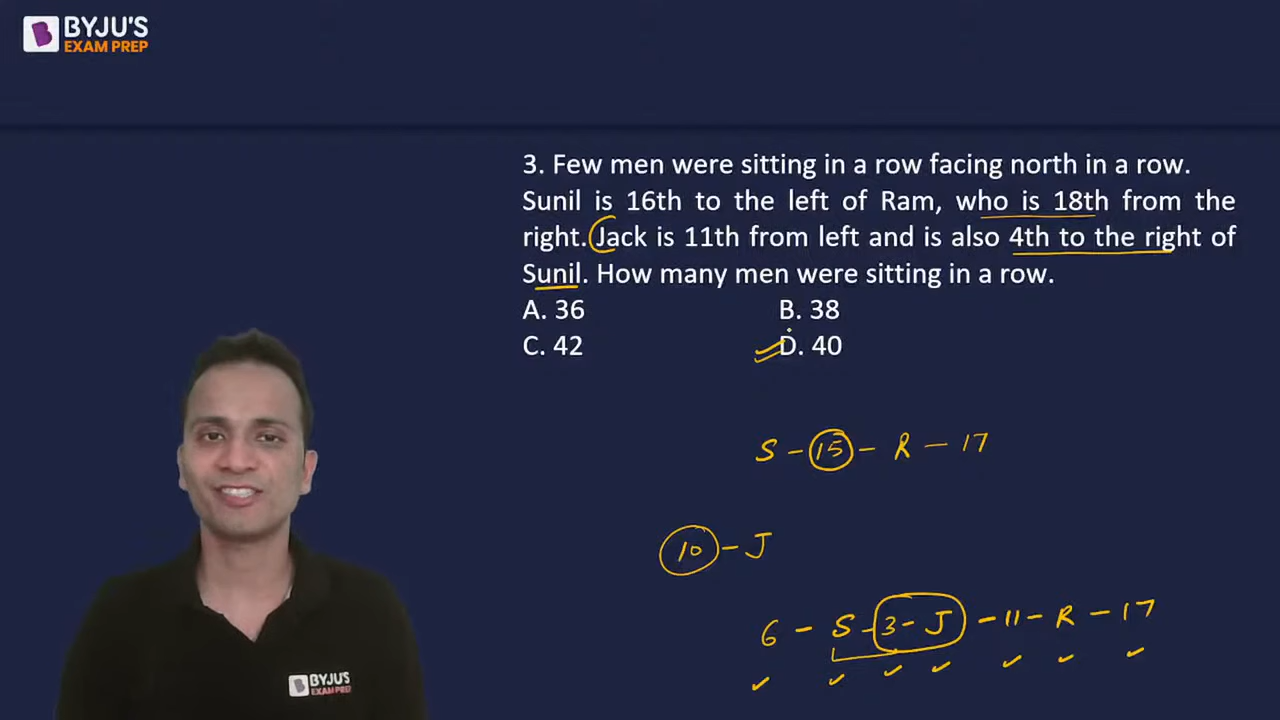 BYJU'S
EXAM PREP
3. Few men were sitting in a row facing north in a row.
Sunil is 16th to the left of Ram, who is 18th from the
right. Jack is 11th from left and is also 4th to the right of
Sunil. How many men were sitting in a row.
A. 36 B. 38
C. 42 D. 40
S - 15 - R - 17
10 - J
6 - S - 3 - J - 11 - R - 17
BYJU'S
EXAM PREP